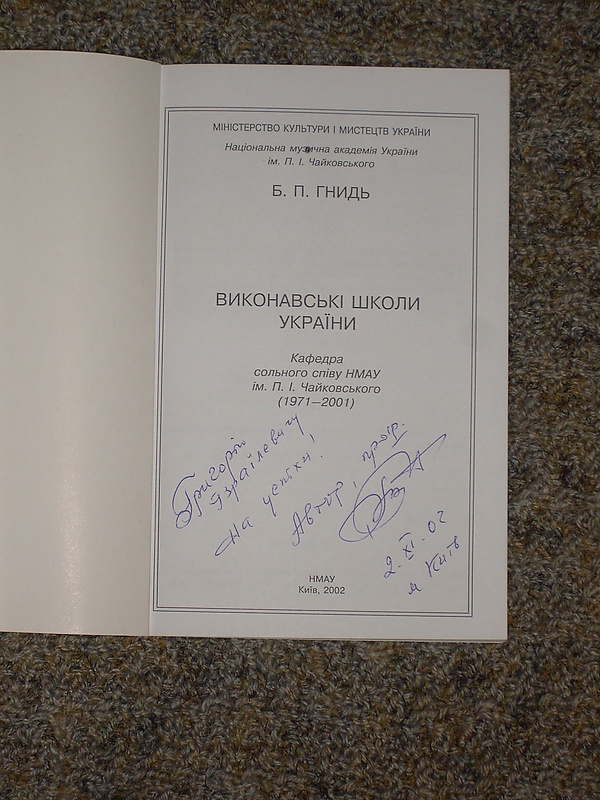 МІНІСТЕРСТВО КУЛЬТУРИ І МИСТЕЦТВ УКРАЇНИ
Національна музична академія України
ім. П. І. Чайковського
Б. П. ГНИДЬ
ВИКОНАВСЬКІ ШКОЛИ
УКРАЇНИ
Кафедра
сольного співу НМАУ
ім. П. І. Чайковського
(1971—2001)
Григорію
Ізраїлевичу
На успіхи!
Автор, проф.
2.XI.02
м Київ
НМАУ
Київ, 2002